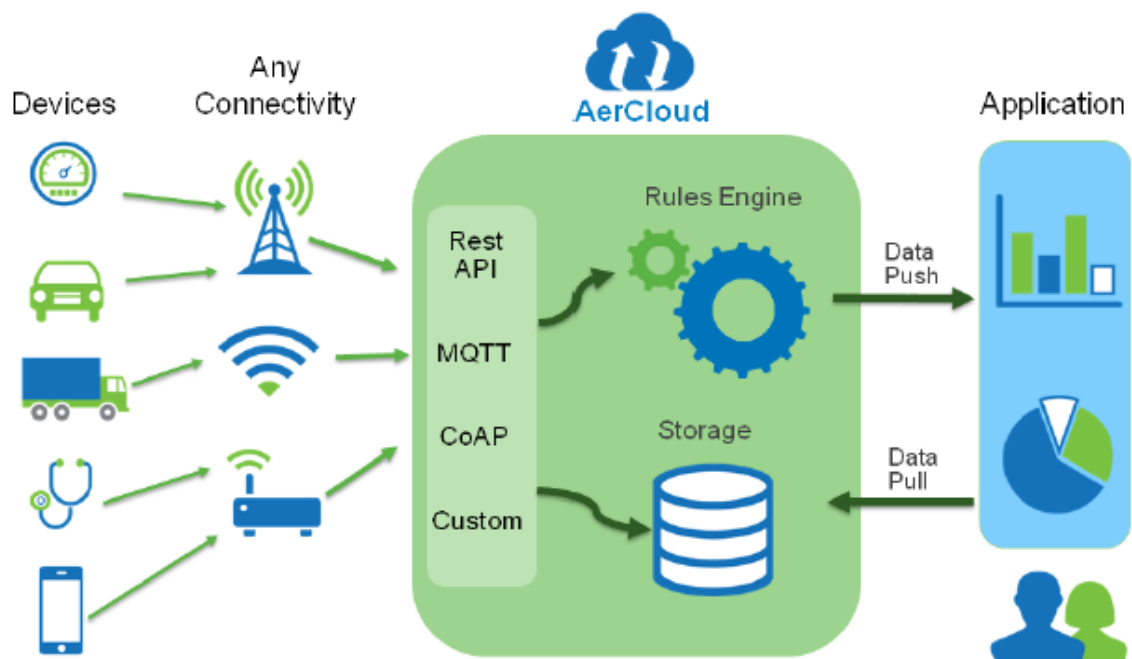 Devices
Any
Connectivity
AerCloud
Application
Rest
API
MQTT
CoAP
Custom
Rules Engine
Storage
Data
Push
Data
Pull